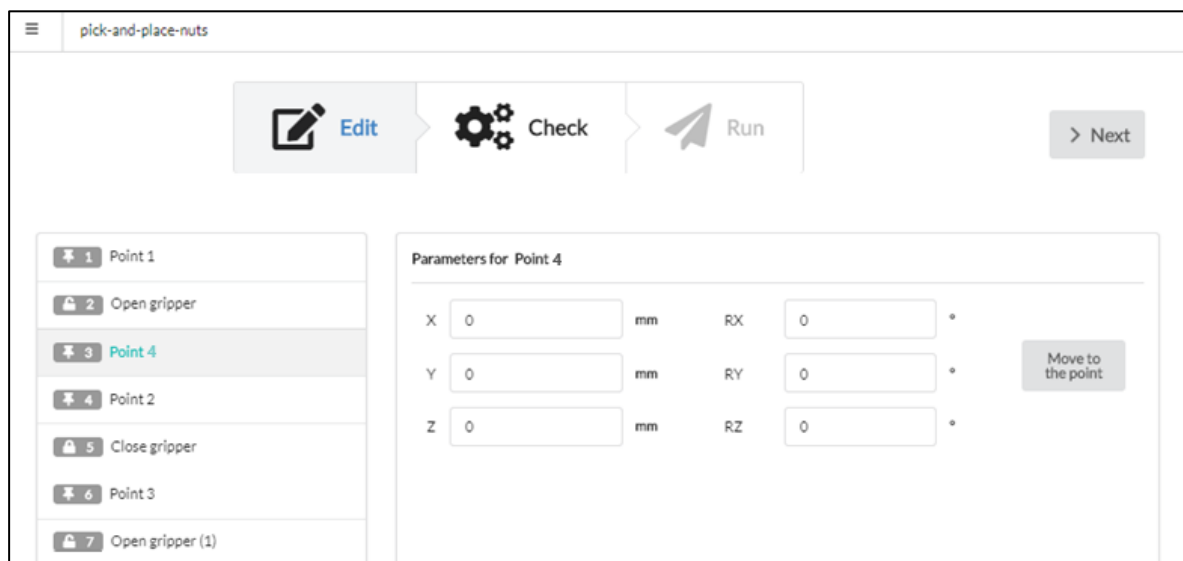 pick-and-place-nuts
Edit
Check
Run
> Next
1 Point 1
2 Open gripper
3 Point 4
4 Point 2
5 Close gripper
6 Point 3
7 Open gripper (1)
Parameters for Point 4
X 0 mm RX 0 °
Y 0 mm RY 0 °
Z 0 mm RZ 0 °
Move to
the point